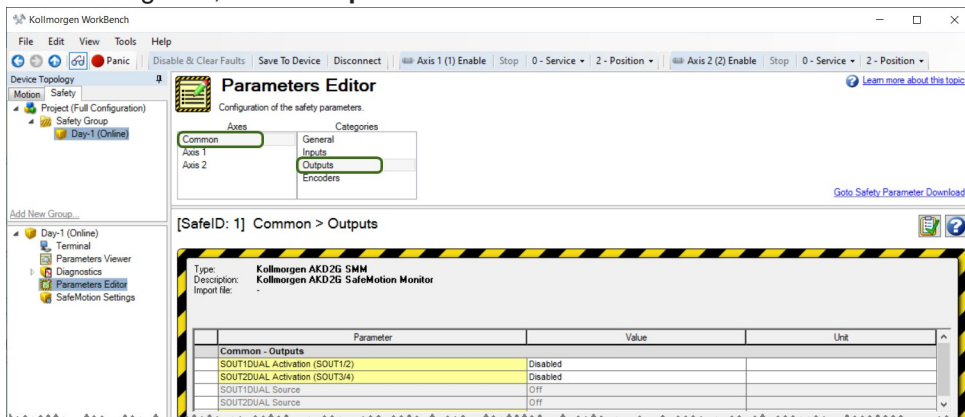 Kollmorgen WorkBench
File Edit View Tools Help
Panic Disable & Clear Faults Save To Device Disconnect Axis 1 (1) Enable Stop 0 - Service 2 - Position Axis 2 (2) Enable Stop 0 - Service 2 - Position
Device Topology
Motion Safety
Project (Full Configuration)
Safety Group
Day-1 (Online)
Add New Group...
Day-1 (Online)
Terminal
Parameters Viewer
Diagnostics
Parameters Editor
SafeMotion Settings
Parameters Editor
Learn more about this topic
Configuration of the safety parameters.
Axes Categories
Common General
Axis 1 Inputs
Axis 2 Outputs
Encoders
Goto Safety Parameter Download
[SafeID: 1] Common > Outputs
Type: Kollmorgen AKD2G SMM
Description: Kollmorgen AKD2G SafeMotion Monitor
Import file: -
Parameter Value Unit
Common - Outputs
SOUT1DUAL Activation (SOUT1/2) Disabled
SOUT2DUAL Activation (SOUT3/4) Disabled
SOUT1DUAL Source Off
SOUT2DUAL Source Off